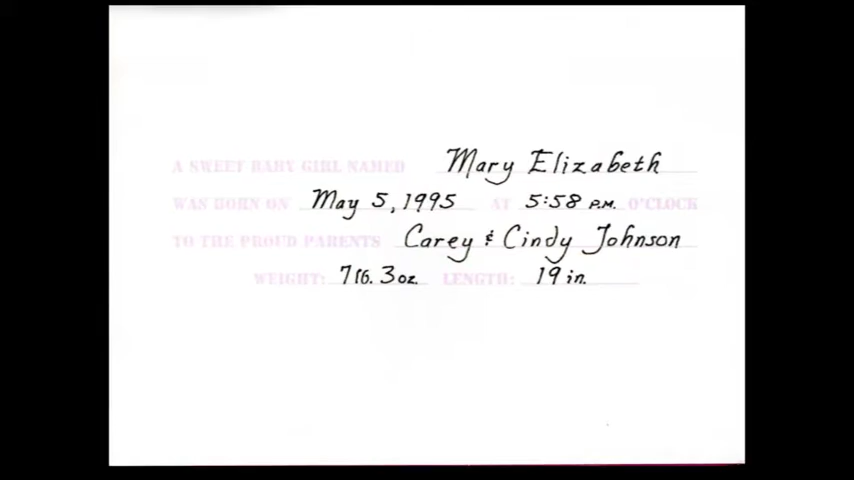 A SWEET BABY GIRL NAMED Mary Elizabeth
WAS BORN ON May 5, 1995 AT 5:58 P.M. O'CLOCK
TO THE PROUD PARENTS Carey & Cindy Johnson
WEIGHT: 7 lb. 3 oz. LENGTH: 19 in.